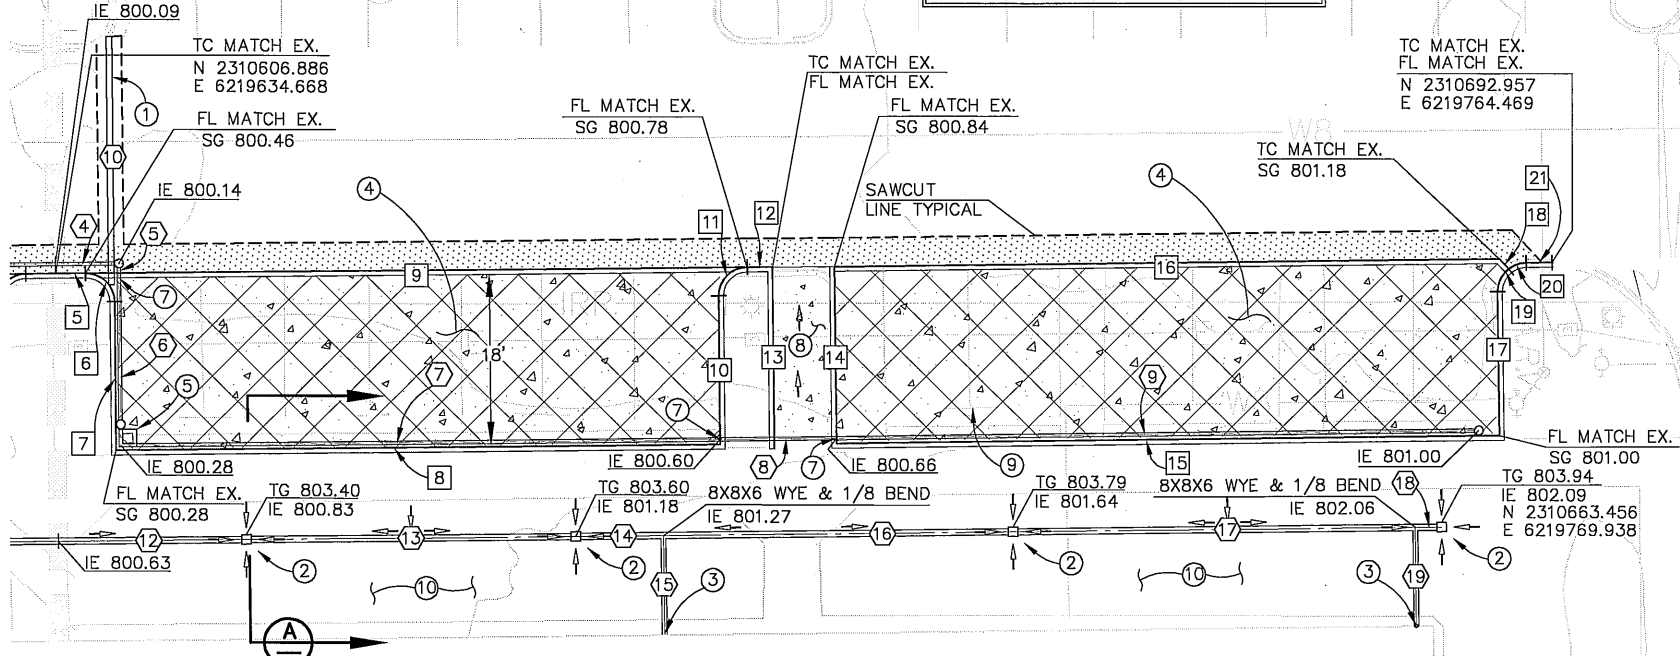 IE 800.09
TC MATCH EX.
N 2310606.886
E 6219634.668
1
FL MATCH EX.
SG 800.46
10
IE 800.14
4
4
5
FL MATCH EX.
SG 800.78
TC MATCH EX.
FL MATCH EX.
FL MATCH EX.
SG 800.84
SAWCUT
LINE TYPICAL
4
W8
TC MATCH EX.
SG 801.18
TC MATCH EX.
FL MATCH EX.
N 2310692.957
E 6219764.469
21
18
11
12
9
16
7
5
6
6
5
7
IRP
18'
7
10
7
13
8
14
4
9
17
19
20
7
IE 800.28
8
IE 800.60
8
7
IE 800.66
9
15
IE 801.00
FL MATCH EX.
SG 801.00
FL MATCH EX.
SG 800.28
TG 803.40
IE 800.83
TG 803.60
IE 801.18
8X8X6 WYE & 1/8 BEND
IE 801.27
TG 803.79
IE 801.64
8X8X6 WYE & 1/8 BEND
IE 802.06
18
TG 803.94
IE 802.09
N 2310663.456
E 6219769.938
12
13
14
16
17
IE 800.63
2
2
2
2
10
15
3
10
3
19
A